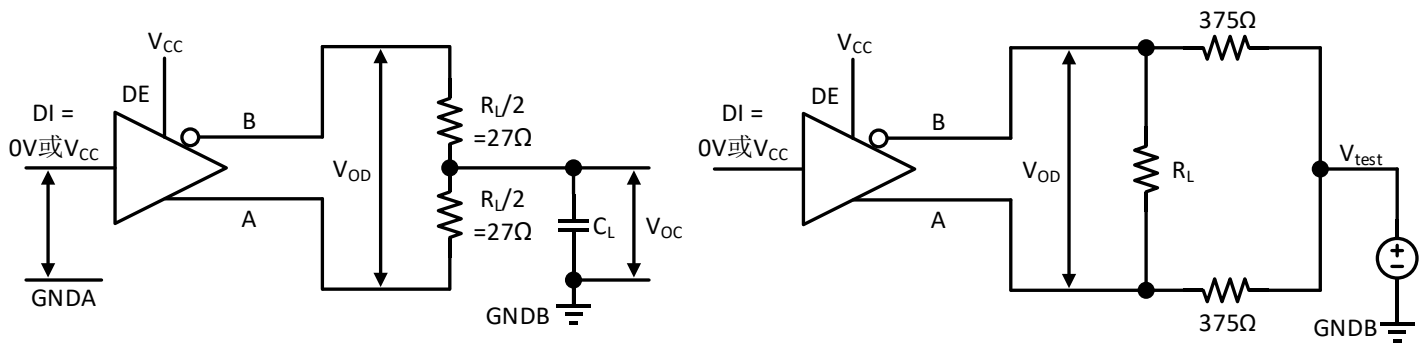 VCC
DE
DI =
0V或VCC
B
A
GNDA
VOD
RL/2
=27Ω
RL/2
=27Ω
CL
VOC
GNDB
VCC
DE
DI =
0V或VCC
B
A
VOD
RL
375Ω
375Ω
Vtest
+
−
GNDB